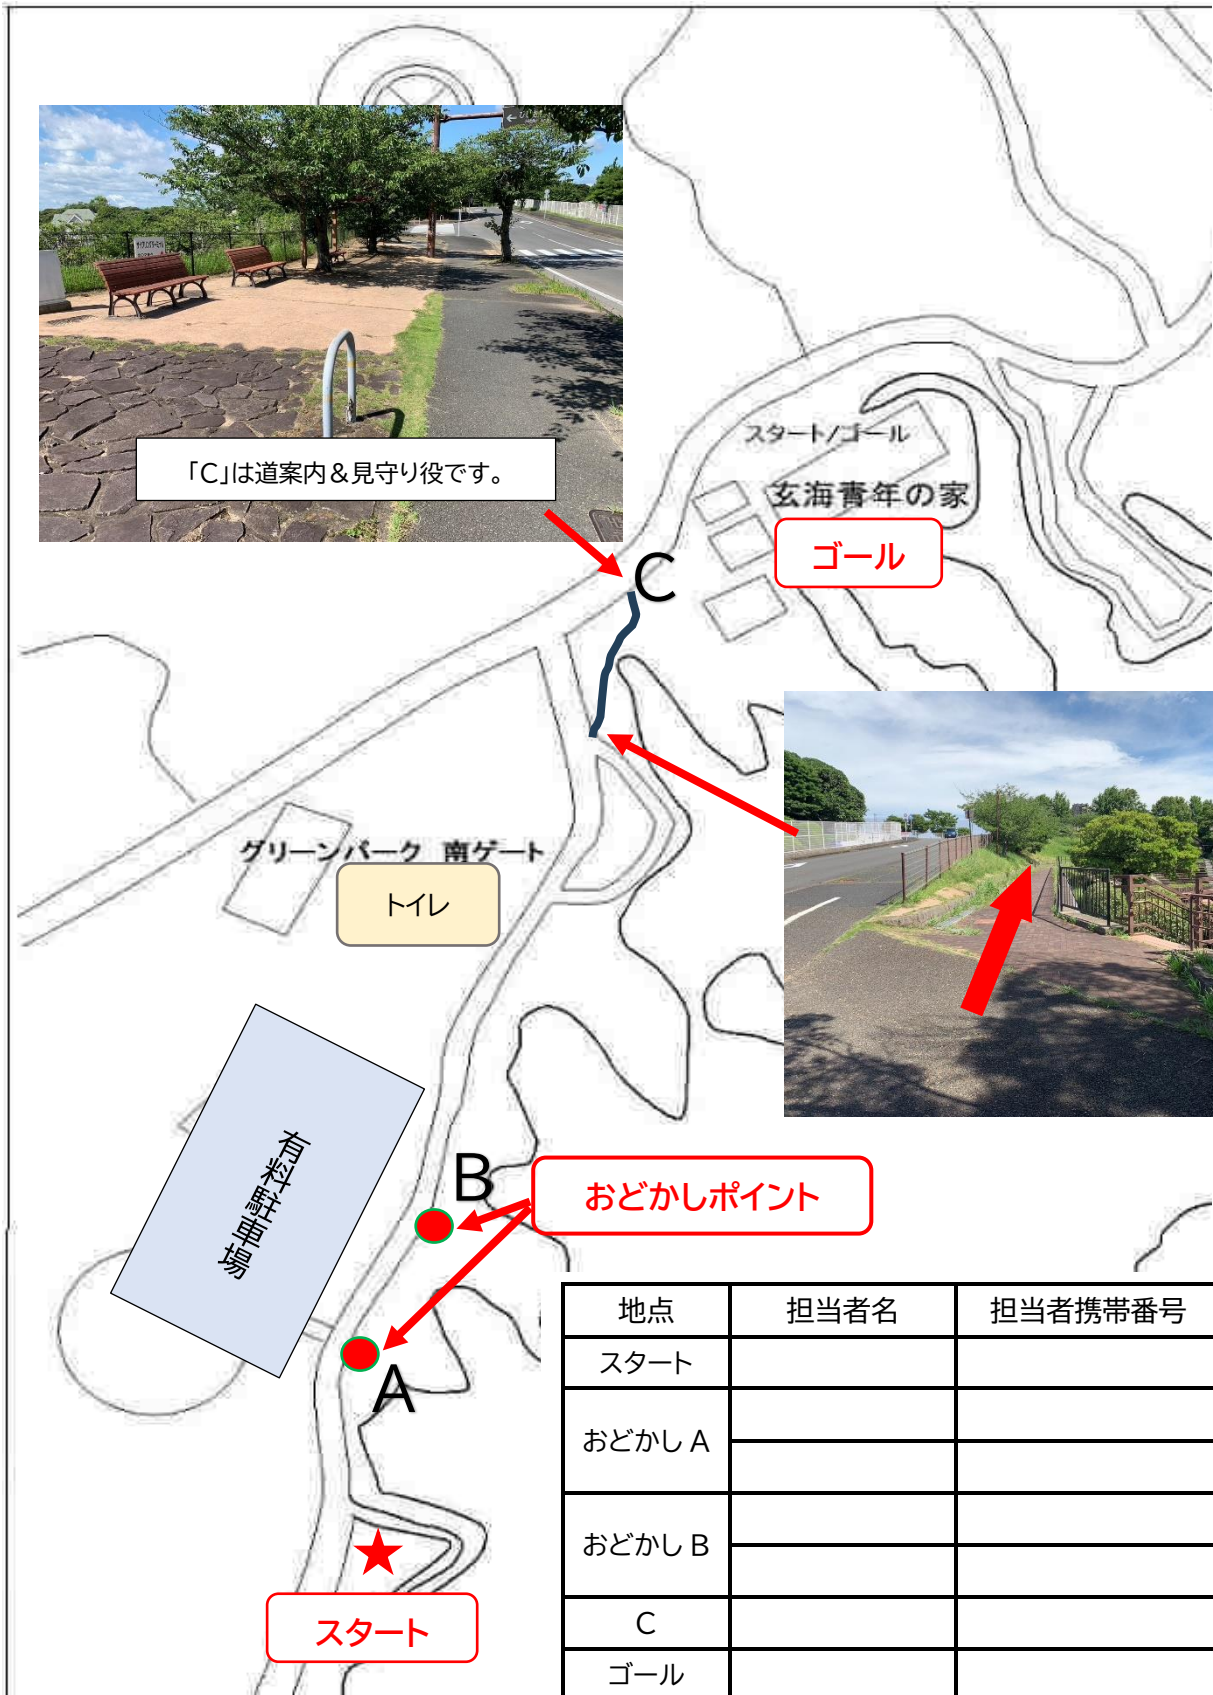 「C」は道案内&見守り役です。
スタート/ゴール
玄海青年の家
ゴール
C
グリーンパーク 南ゲート
トイレ
有料駐車場
B
おどかしポイント
A
スタート
地点 担当者名 担当者携帯番号
スタート
おどかし A
おどかし B
C
ゴール